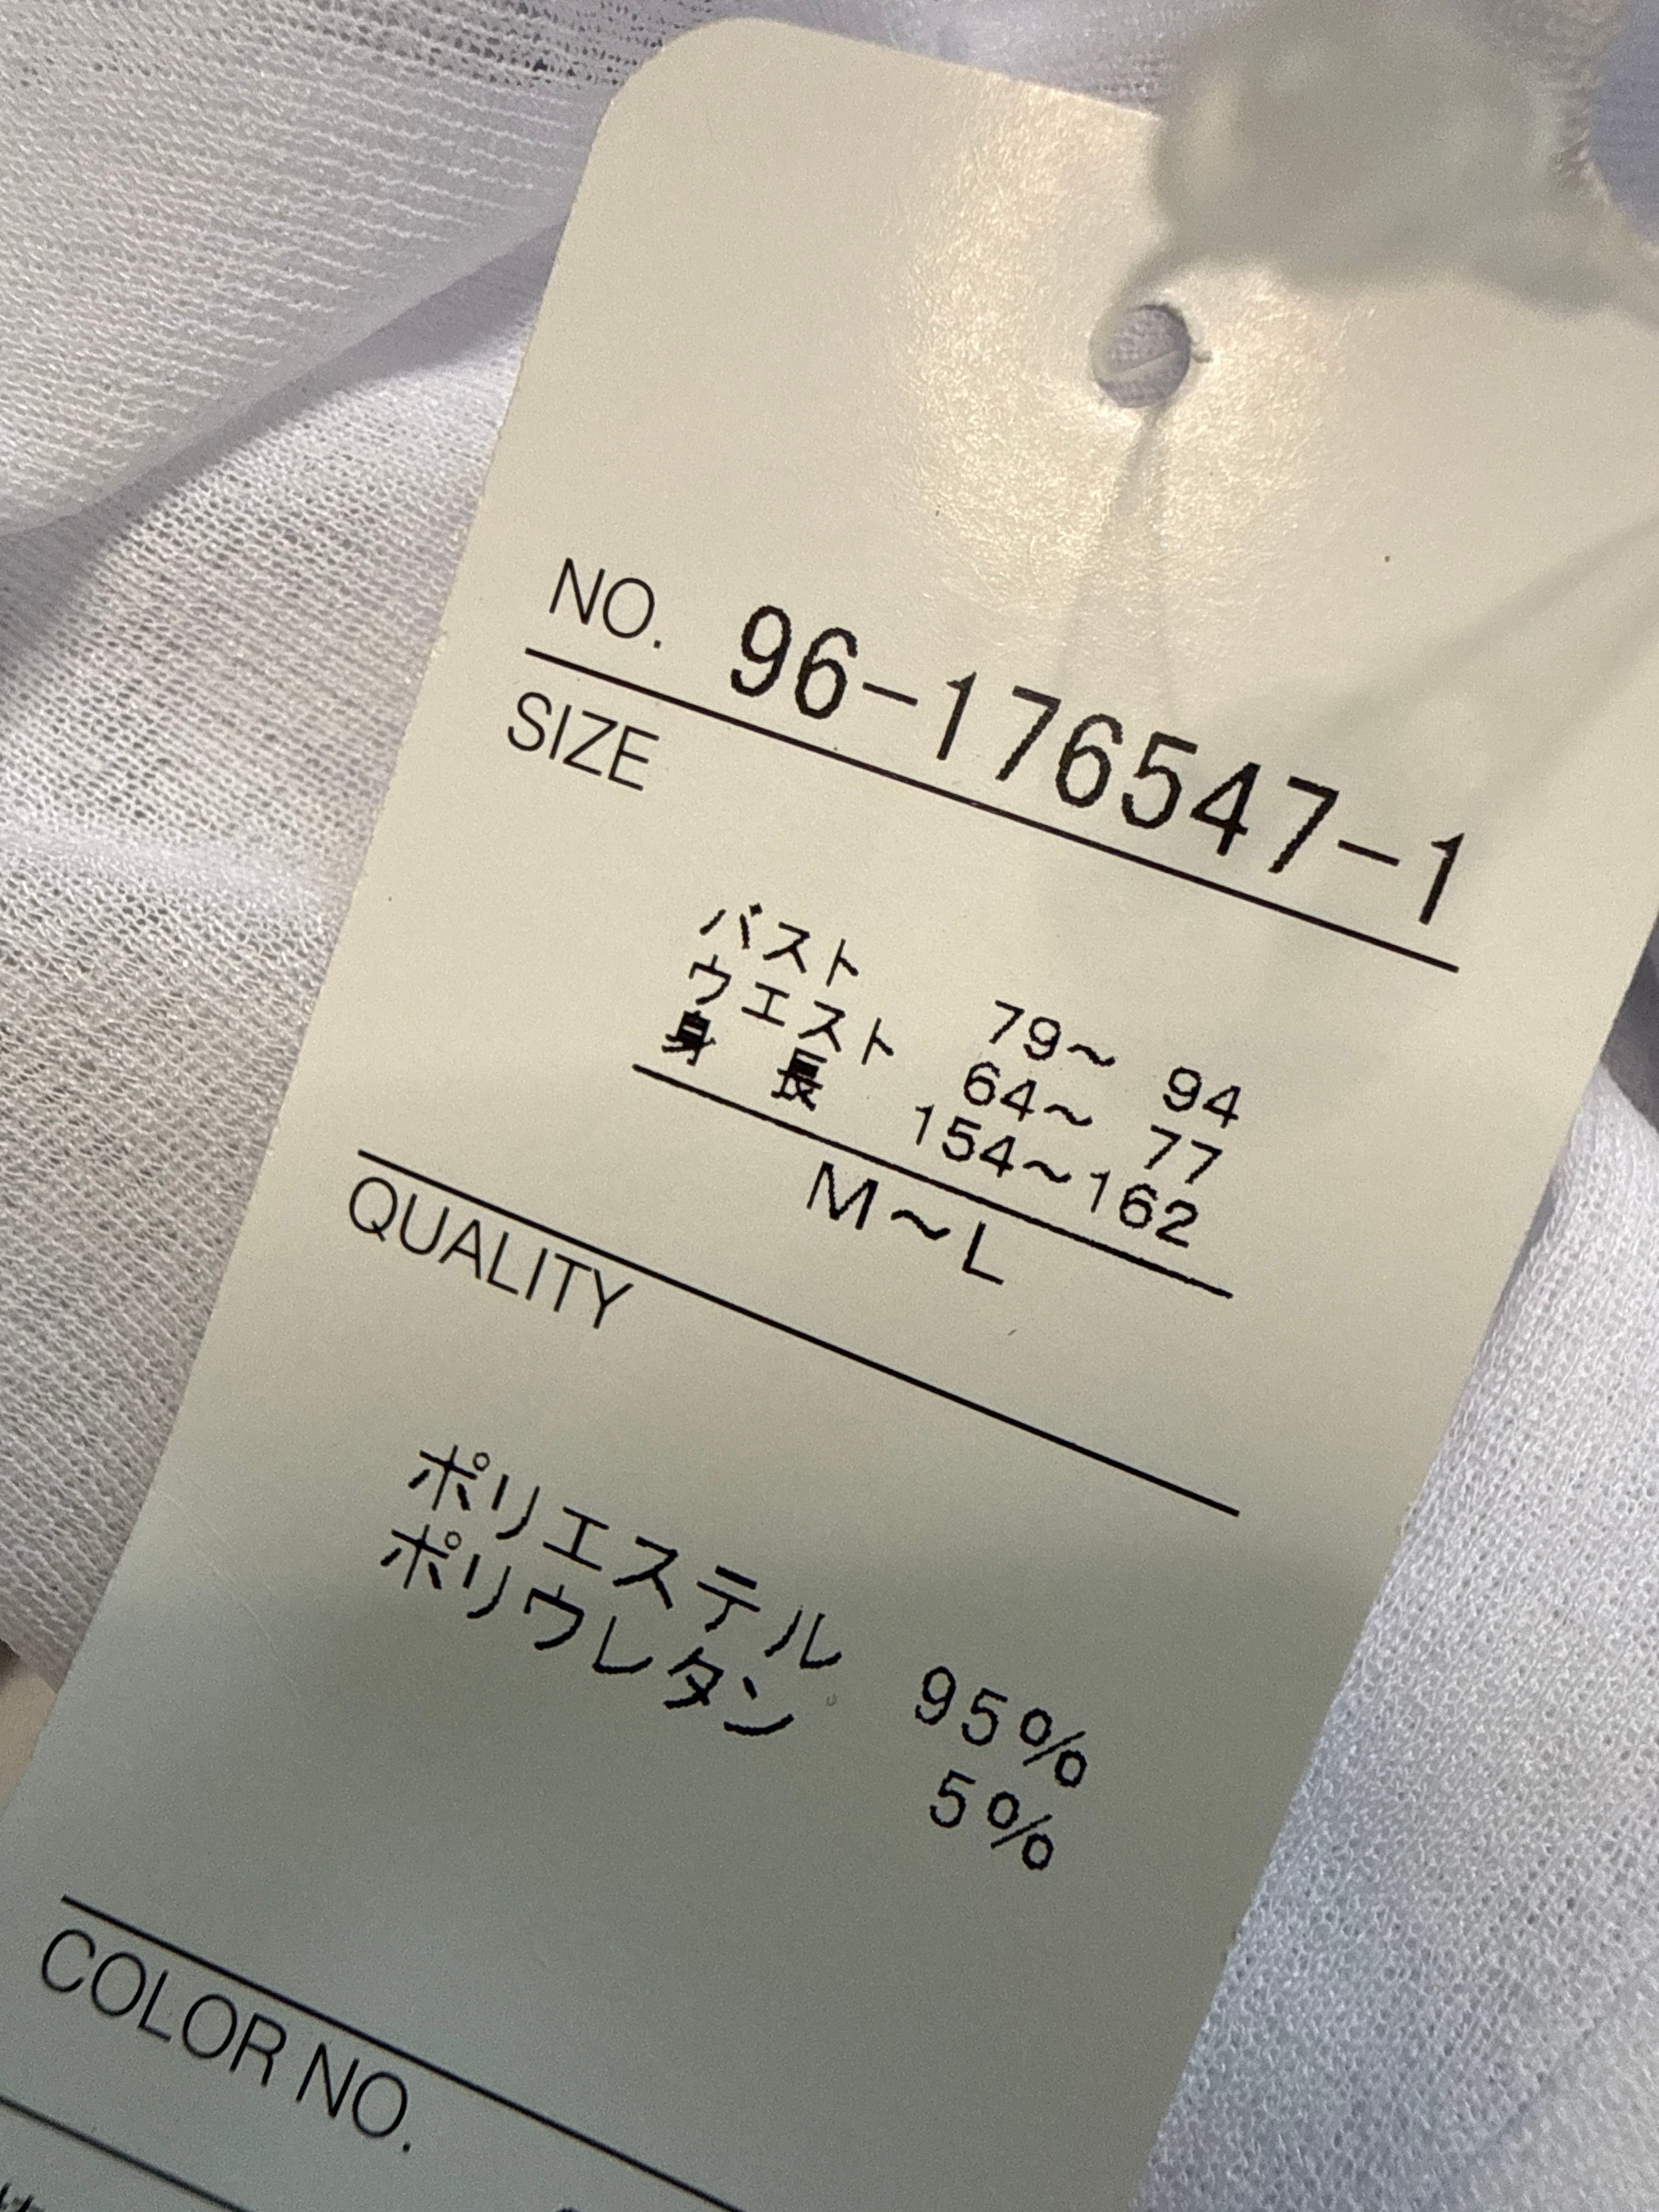 NO. 96-176547-1
SIZE
バスト 79～ 94
ウエスト 64～ 77
身 長 154～162
M～L
QUALITY
ポリエステル 95%
ポリウレタン 5%
COLOR NO.